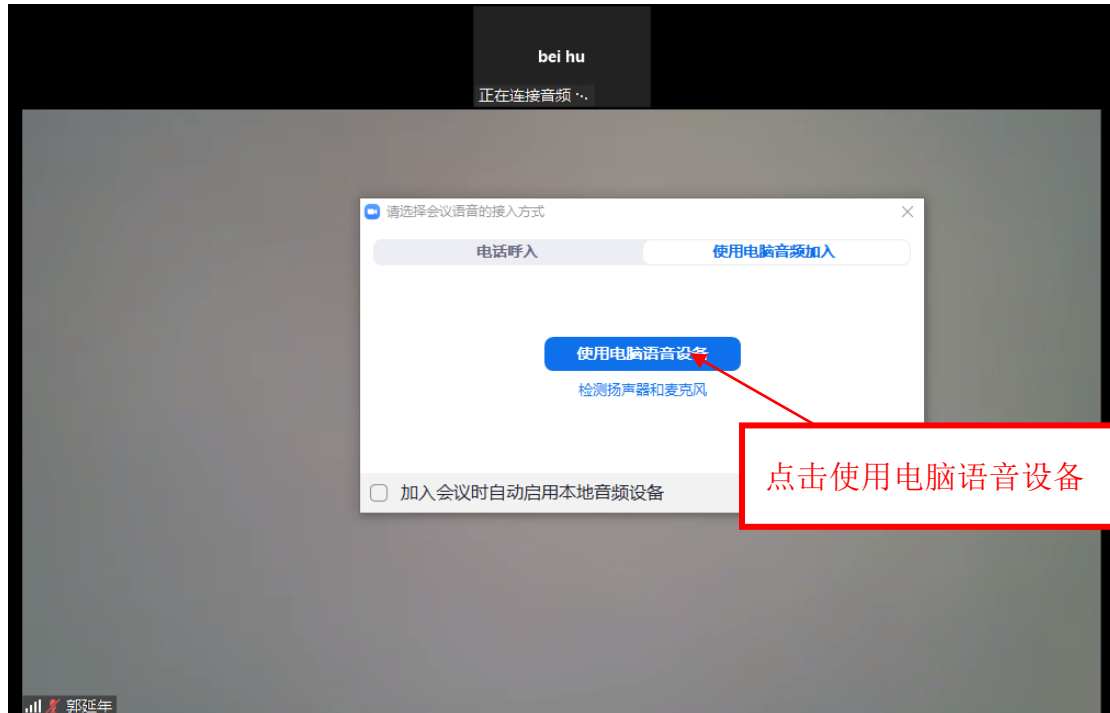 bei hu
正在连接音频
请选择会议语音的接入方式
电话呼入
使用电脑音频加入
使用电脑语音设备
检测扬声器和麦克风
点击使用电脑语音设备
加入会议时自动启用本地音频设备
郭延年